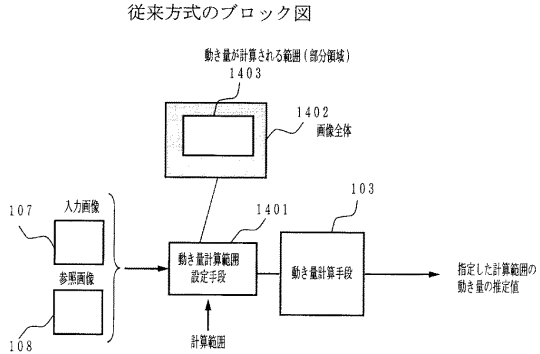 従来方式のブロック図
動き量が計算される範囲(部分領域)
1403
1402
画像全体
103
107
入力画像
1401
動き量計算範囲
設定手段
動き量計算手段
指定した計算範囲の
動き量の推定値
参照画像
108
計算範囲